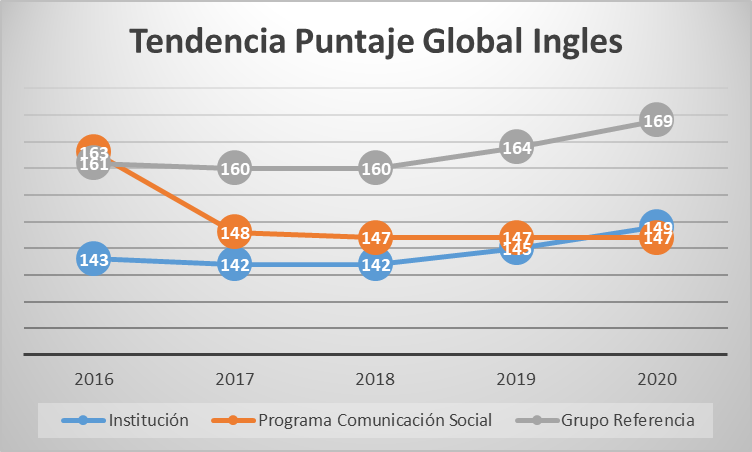 Tendencia Puntaje Global Ingles
163
161 160 160 164 169
148 147 147 147
143 142 142 145 149
2016 2017 2018 2019 2020
Institución Programa Comunicación Social Grupo Referencia